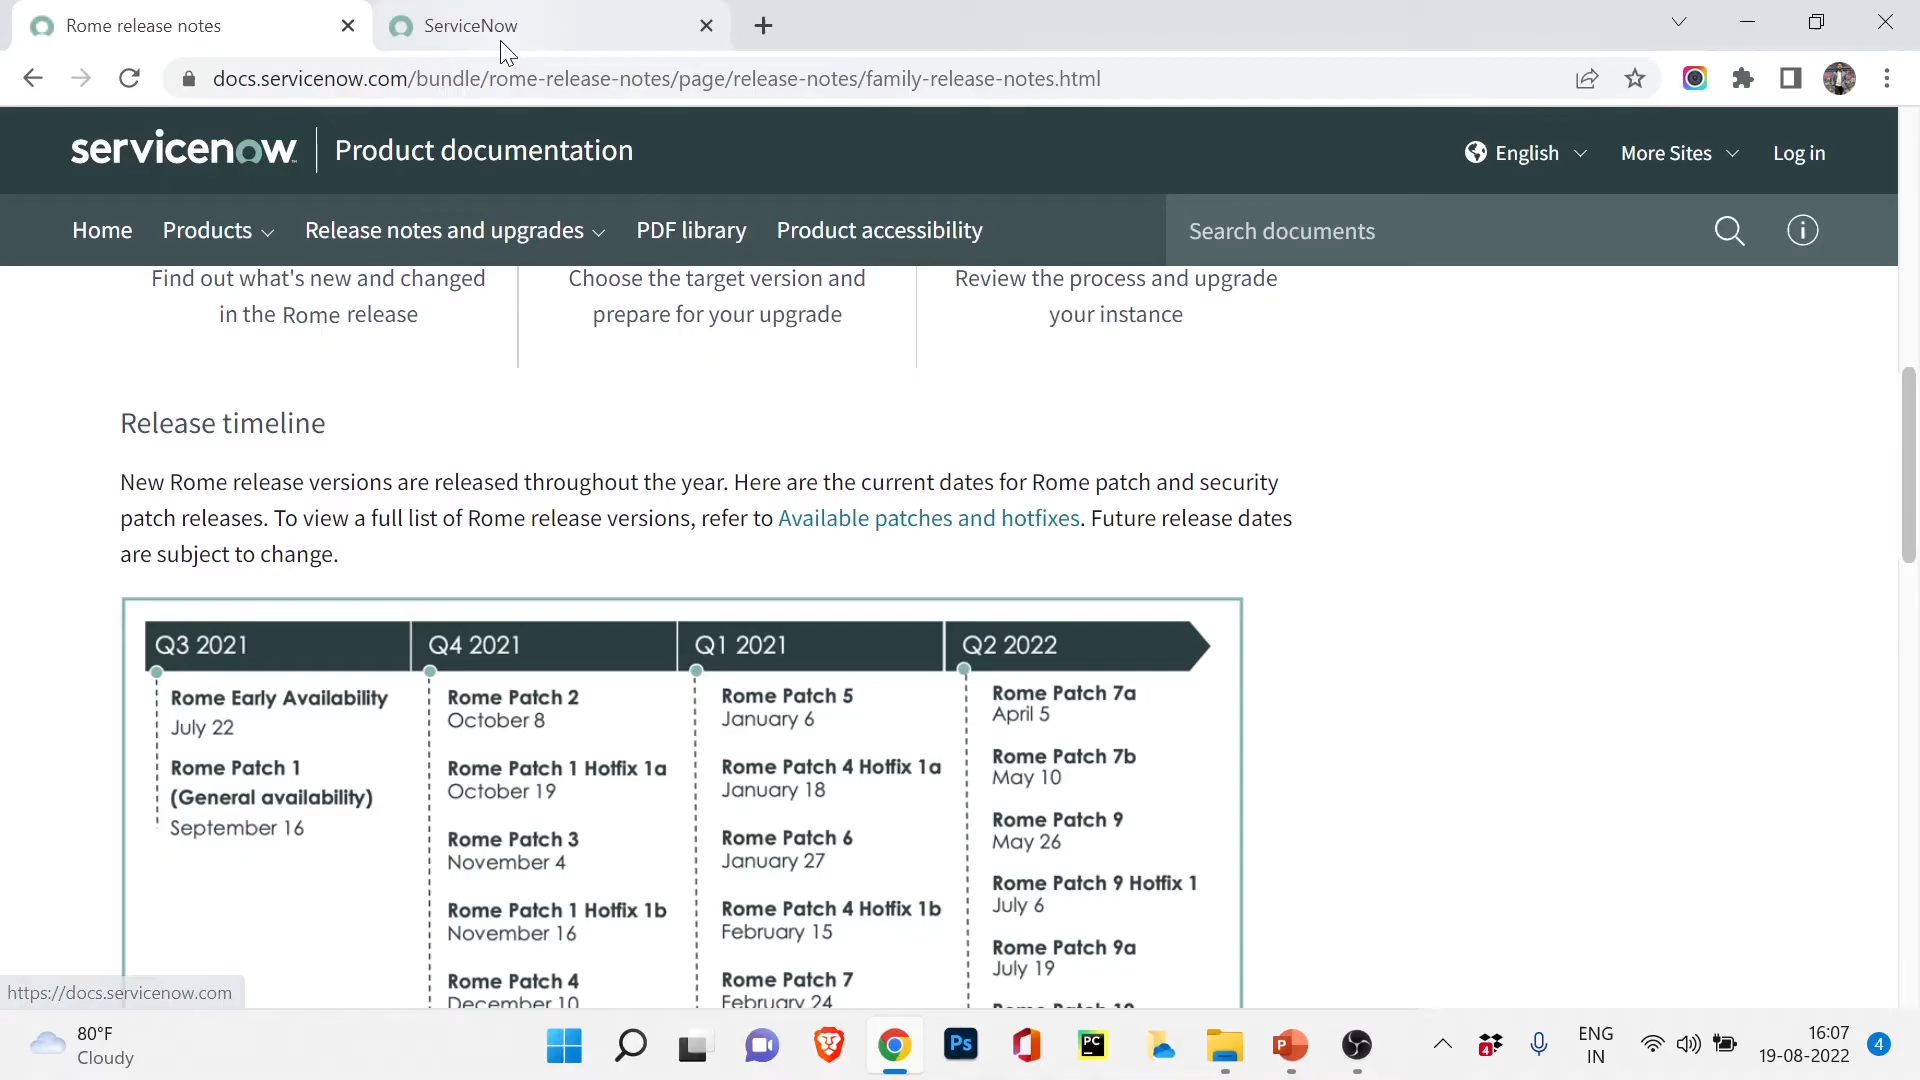 Rome release notes
ServiceNow
docs.servicenow.com/bundle/rome-release-notes/page/release-notes/family-release-notes.html
servicenow
Product documentation
English
More Sites
Log in
Home
Products
Release notes and upgrades
PDF library
Product accessibility
Search documents
Find out what's new and changed
in the Rome release
Choose the target version and
prepare for your upgrade
Review the process and upgrade
your instance
Release timeline
New Rome release versions are released throughout the year. Here are the current dates for Rome patch and security
patch releases. To view a full list of Rome release versions, refer to Available patches and hotfixes. Future release dates
are subject to change.
Q3 2021
Rome Early Availability
July 22
Rome Patch 1
(General availability)
September 16
Q4 2021
Rome Patch 2
October 8
Rome Patch 1 Hotfix 1a
October 19
Rome Patch 3
November 4
Rome Patch 1 Hotfix 1b
November 16
Rome Patch 4
December 10
Q1 2021
Rome Patch 5
January 6
Rome Patch 4 Hotfix 1a
January 18
Rome Patch 6
January 27
Rome Patch 4 Hotfix 1b
February 15
Rome Patch 7
February 24
Q2 2022
Rome Patch 7a
April 5
Rome Patch 7b
May 10
Rome Patch 9
May 26
Rome Patch 9 Hotfix 1
July 6
Rome Patch 9a
July 19
https://docs.servicenow.com
80°F
Cloudy
Ps
PC
P
4
ENG
IN
16:07
19-08-2022
4